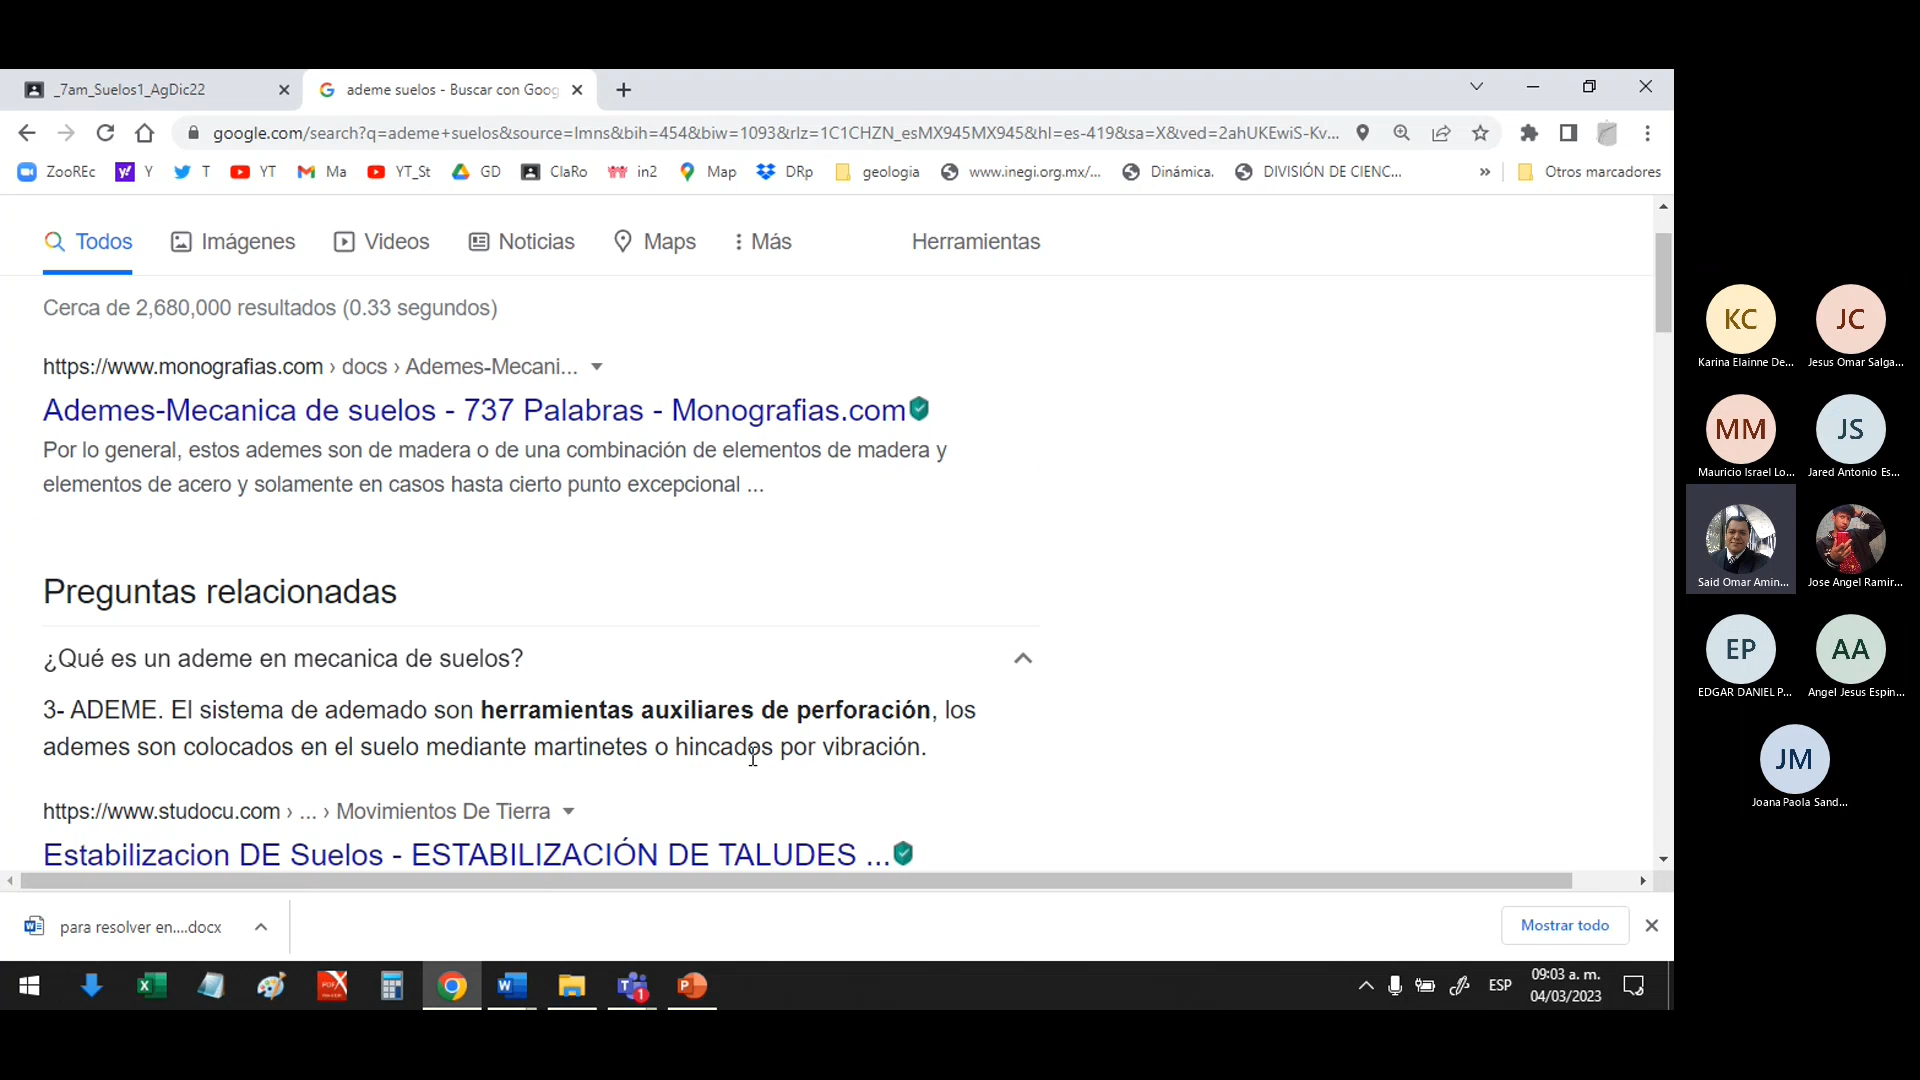 _7am_Suelos1_AgDic22
ademe suelos - Buscar con Goog
google.com/search?q=ademe+suelos&source=lmns&bih=454&biw=1093&rlz=1C1CHZN_esMX945MX945&hl=es-419&sa=X&ved=2ahUKEwiS-Kv...
ZooREc Y T YT Ma YT_St GD ClaRo in2 Map DRp geologia www.inegi.org.mx/... Dinámica. DIVISIÓN DE CIENC... » Otros marcadores
Todos Imágenes Videos Noticias Maps Más Herramientas
Cerca de 2,680,000 resultados (0.33 segundos)
https://www.monografias.com › docs › Ademes-Mecani...
Ademes-Mecanica de suelos - 737 Palabras - Monografias.com
Por lo general, estos ademes son de madera o de una combinación de elementos de madera y
elementos de acero y solamente en casos hasta cierto punto excepcional ...
Preguntas relacionadas
¿Qué es un ademe en mecanica de suelos?
3- ADEME. El sistema de ademado son herramientas auxiliares de perforación, los
ademes son colocados en el suelo mediante martinetes o hincados por vibración.
https://www.studocu.com › ... › Movimientos De Tierra
Estabilizacion DE Suelos - ESTABILIZACIÓN DE TALUDES ...
para resolver en....docx
Mostrar todo
ESP
09:03 a. m.
04/03/2023
KC JC
Karina Elainne De... Jesus Omar Salga...
MM JS
Mauricio Israel Lo... Jared Antonio Es...
Said Omar Amin... Jose Angel Ramir...
EP AA
EDGAR DANIEL P... Angel Jesus Espin...
JM
Joana Paola Sand...